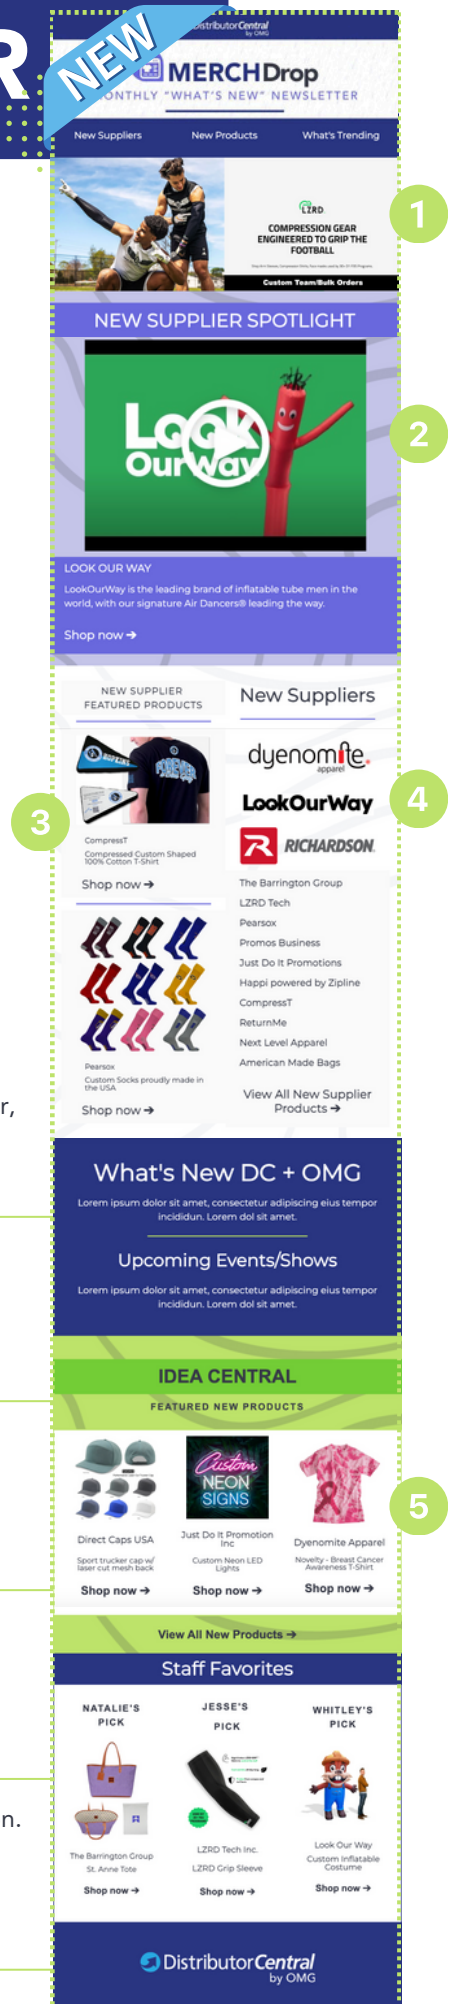 R
NEW
DistributorCentral
by OMG
MERCHDrop
MONTHLY "WHAT'S NEW" NEWSLETTER
New Suppliers
New Products
What's Trending
1
LZRD
COMPRESSION GEAR
ENGINEERED TO GRIP THE
FOOTBALL
Custom Team/Bulk Orders
NEW SUPPLIER SPOTLIGHT
2
LOOK
Our Way
LOOK OUR WAY
LookOurWay is the leading brand of inflatable tube men in the
world, with our signature Air Dancers® leading the way.
Shop now →
NEW SUPPLIER
FEATURED PRODUCTS
3
CompressT
Compressed Custom Shaped
100% Cotton T-Shirt
Shop now →
Pearsox
Custom Socks proudly made in
the USA
Shop now →
New Suppliers
dyenomite.
apparel
LookOurWay
4
R RICHARDSON
The Barrington Group
LZRD Tech
Pearsox
Promos Business
Just Do It Promotions
Happi powered by Zipline
CompressT
ReturnMe
Next Level Apparel
American Made Bags
View All New Supplier
Products →
r,
What's New DC + OMG
Lorem ipsum dolor sit amet, consectetur adipiscing eius tempor
incididun. Lorem dol sit amet.
Upcoming Events/Shows
Lorem ipsum dolor sit amet, consectetur adipiscing eius tempor
incididun. Lorem dol sit amet.
IDEA CENTRAL
FEATURED NEW PRODUCTS
5
Direct Caps USA
Sport trucker cap w/
laser cut mesh back
Shop now →
Custom
NEON
SIGNS
Just Do It Promotion
Inc
Custom Neon LED
Lights
Shop now →
Dyenomite Apparel
Novelty - Breast Cancer
Awareness T-Shirt
Shop now →
View All New Products →
Staff Favorites
NATALIE'S
PICK
The Barrington Group
St. Anne Tote
Shop now →
JESSE'S
PICK
LZRD Tech Inc.
LZRD Grip Sleeve
Shop now →
WHITLEY'S
PICK
Look Our Way
Custom Inflatable
Costume
Shop now →
n.
DistributorCentral
by OMG